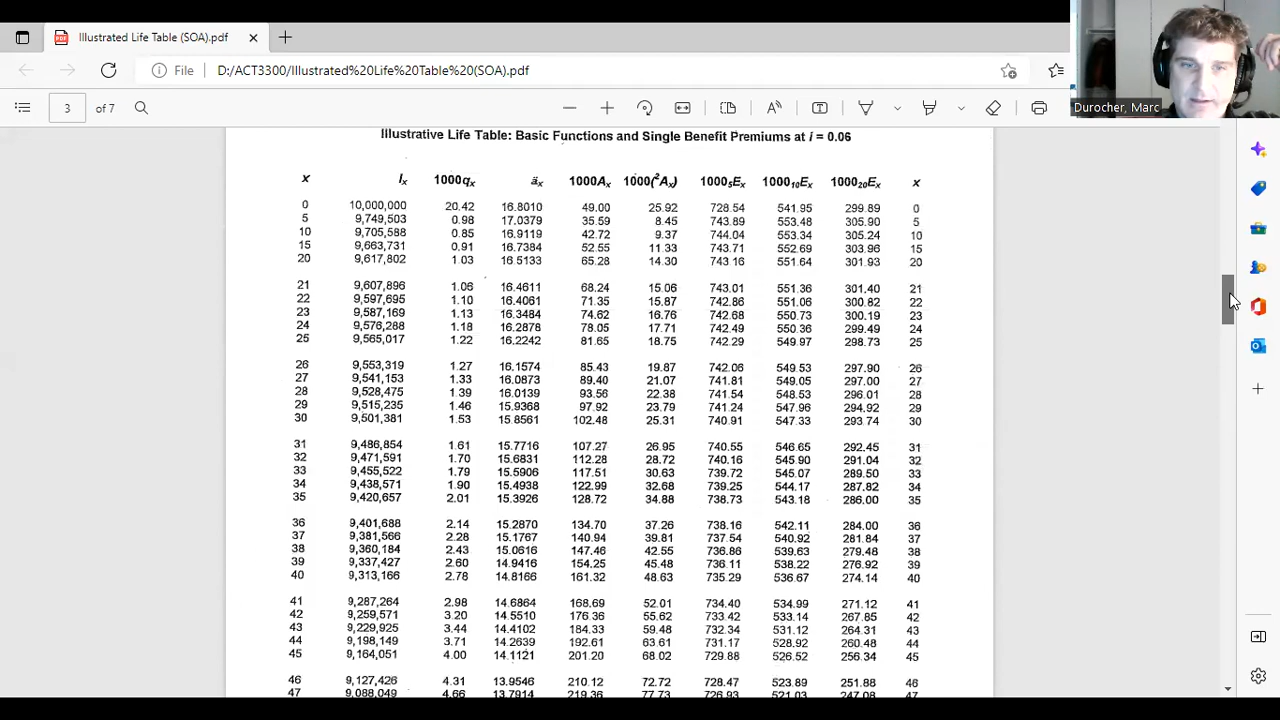 Illustrated Life Table (SOA).pdf
File D:/ACT3300/Illustrated%20Life%20Table%20(SOA).pdf
Durocher, Marc
3 of 7
Illustrative Life Table: Basic Functions and Single Benefit Premiums at i = 0.06
x lₓ 1000qₓ äₓ 1000Aₓ 1000(²Aₓ) 1000₅Eₓ 1000₁₀Eₓ 1000₂₀Eₓ x
0 10,000,000 20.42 16.8010 49.00 25.92 728.54 541.95 299.89 0
5 9,749,503 0.98 17.0379 35.59 8.45 743.89 553.48 305.90 5
10 9,705,588 0.85 16.9119 42.72 9.37 744.04 553.34 305.24 10
15 9,663,731 0.91 16.7384 52.55 11.33 743.71 552.69 303.96 15
20 9,617,802 1.03 16.5133 65.28 14.30 743.16 551.64 301.93 20
21 9,607,896 1.06 16.4611 68.24 15.06 743.01 551.36 301.40 21
22 9,597,695 1.10 16.4061 71.35 15.87 742.86 551.06 300.82 22
23 9,587,169 1.13 16.3484 74.62 16.76 742.68 550.73 300.19 23
24 9,576,288 1.18 16.2878 78.05 17.71 742.49 550.36 299.49 24
25 9,565,017 1.22 16.2242 81.65 18.75 742.29 549.97 298.73 25
26 9,553,319 1.27 16.1574 85.43 19.87 742.06 549.53 297.90 26
27 9,541,153 1.33 16.0873 89.40 21.07 741.81 549.05 297.00 27
28 9,528,475 1.39 16.0139 93.56 22.38 741.54 548.53 296.01 28
29 9,515,235 1.46 15.9368 97.92 23.79 741.24 547.96 294.92 29
30 9,501,381 1.53 15.8561 102.48 25.31 740.91 547.33 293.74 30
31 9,486,854 1.61 15.7716 107.27 26.95 740.55 546.65 292.45 31
32 9,471,591 1.70 15.6831 112.28 28.72 740.16 545.90 291.04 32
33 9,455,522 1.79 15.5906 117.51 30.63 739.72 545.07 289.50 33
34 9,438,571 1.90 15.4938 122.99 32.68 739.25 544.17 287.82 34
35 9,420,657 2.01 15.3926 128.72 34.88 738.73 543.18 286.00 35
36 9,401,688 2.14 15.2870 134.70 37.26 738.16 542.11 284.00 36
37 9,381,566 2.28 15.1767 140.94 39.81 737.54 540.92 281.84 37
38 9,360,184 2.43 15.0616 147.46 42.55 736.86 539.63 279.48 38
39 9,337,427 2.60 14.9416 154.25 45.48 736.11 538.22 276.92 39
40 9,313,166 2.78 14.8166 161.32 48.63 735.29 536.67 274.14 40
41 9,287,264 2.98 14.6864 168.69 52.01 734.40 534.99 271.12 41
42 9,259,571 3.20 14.5510 176.36 55.62 733.42 533.14 267.85 42
43 9,229,925 3.44 14.4102 184.33 59.48 732.34 531.12 264.31 43
44 9,198,149 3.71 14.2639 192.61 63.61 731.17 528.92 260.48 44
45 9,164,051 4.00 14.1121 201.20 68.02 729.88 526.52 256.34 45
46 9,127,426 4.31 13.9546 210.12 72.72 728.47 523.89 251.88 46
47 9,088,049 4.66 13.7914 219.36 77.73 726.93 521.03 247.08 47